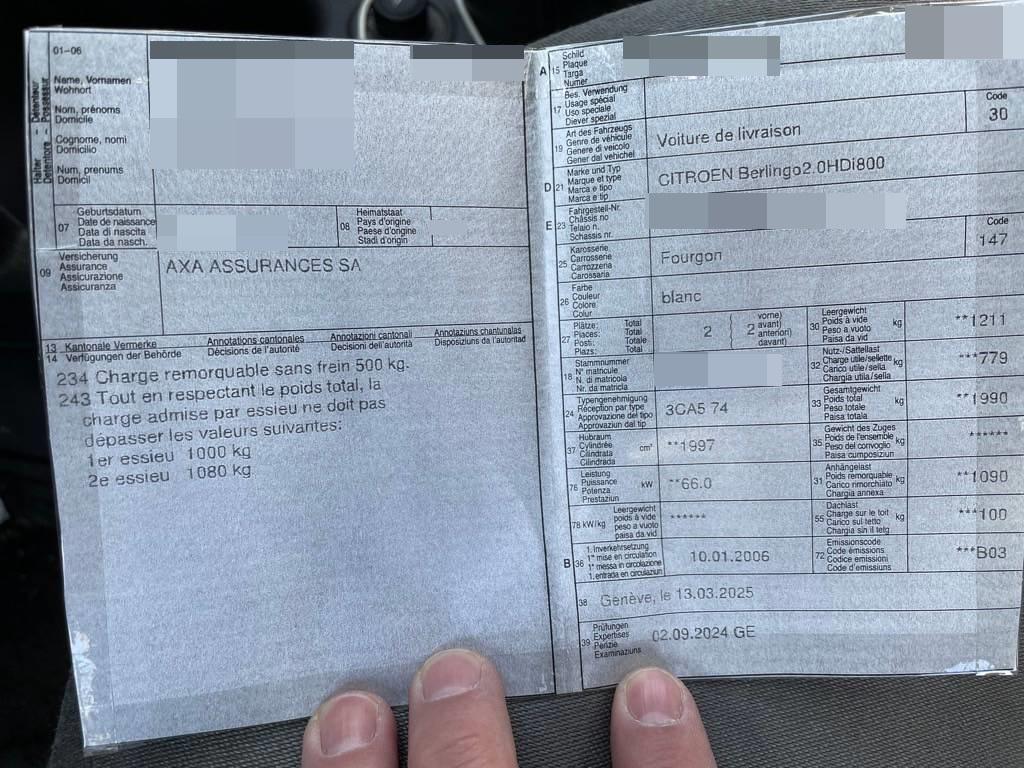 01-06
Halter - Detenteur
Detentore - Possessur
Name, Vornamen
Wohnort
Nom, prénoms
Domicile
Cognome, nomi
Domicilio
Num, prenums
Domicil
07
Geburtsdatum
Date de naissance
Data di nascita
Data da nasch.
08
Heimatstaat
Pays d'origine
Paese d'origine
Stadi d'origin
09
Versicherung
Assurance
Assicurazione
Assicuranza
AXA ASSURANCES SA
13 Kantonale Vermerke Annotations cantonales Annotazioni cantonali Annotaziuns chantunalas
14 Verfügungen der Behörde Décisions de l'autorité Decisioni dell'autorità Disposiziuns da l'autoritad
234 Charge remorquable sans frein 500 kg.
243 Tout en respectant le poids total, la
charge admise par essieu ne doit pas
dépasser les valeurs suivantes:
1er essieu 1000 kg
2e essieu 1080 kg
A 15
Schild
Plaque
Targa
Numer
17
Bes. Verwendung
Usage spécial
Uso speciale
Diever spezial
19
Art des Fahrzeugs
Genre de véhicule
Genere di veicolo
Gener dal vehichel
Voiture de livraison
Code
30
D 21
Marke und Typ
Marque et type
Marca e tipo
Marca e tip
CITROEN Berlingo2.0HDi800
E 23
Fahrgestell-Nr.
Châssis no
Telaio n.
Schassis nr.
25
Karosserie
Carrosserie
Carrozzeria
Carossaria
Fourgon
Code
147
26
Farbe
Couleur
Colore
Colur
blanc
27
Plätze: Total
Places: Total
Posti: Totale
Plazs: Total
2
2
vorne)
avant)
anteriori)
davant)
30
Leergewicht
Poids à vide
Peso a vuoto
Paisa da vid
kg
**1211
18
Stammnummer
N° matricule
N. di matricola
Nr. da matricla
32
Nutz-/Sattellast
Charge utile/sellette
Carico utile/sella
Chargia utila/sella
kg
***779
24
Typengenehmigung
Réception par type
Approvazione del tipo
Approvaziun dal tip
3CA5 74
33
Gesamtgewicht
Poids total
Peso totale
Paisa totala
kg
**1990
37
Hubraum
Cylindrée
Cilindrata
Cilindrada
cm³
**1997
35
Gewicht des Zuges
Poids de l'ensemble
Peso del convoglio
Paisa cumposiziun
kg
******
76
Leistung
Puissance
Potenza
Prestaziun
kW
**66.0
31
Anhängelast
Poids remorquable
Carico rimorchiato
Chargia annexa
kg
**1090
78 kW/kg
Leergewicht
poids à vide
peso a vuoto
paisa da vid
******
55
Dachlast
Charge sur le toit
Carico sul tetto
Chargia sin il tetg
kg
***100
B 36
1. Inverkehrsetzung
1re mise en circulation
1a messa in circolazione
1. entrada en circulaziun
10.01.2006
72
Emissionscode
Code émissions
Codice emissioni
Code d'emissiuns
***B03
38 Genève, le 13.03.2025
39
Prüfungen
Expertises
Perizie
Examinaziuns
02.09.2024 GE